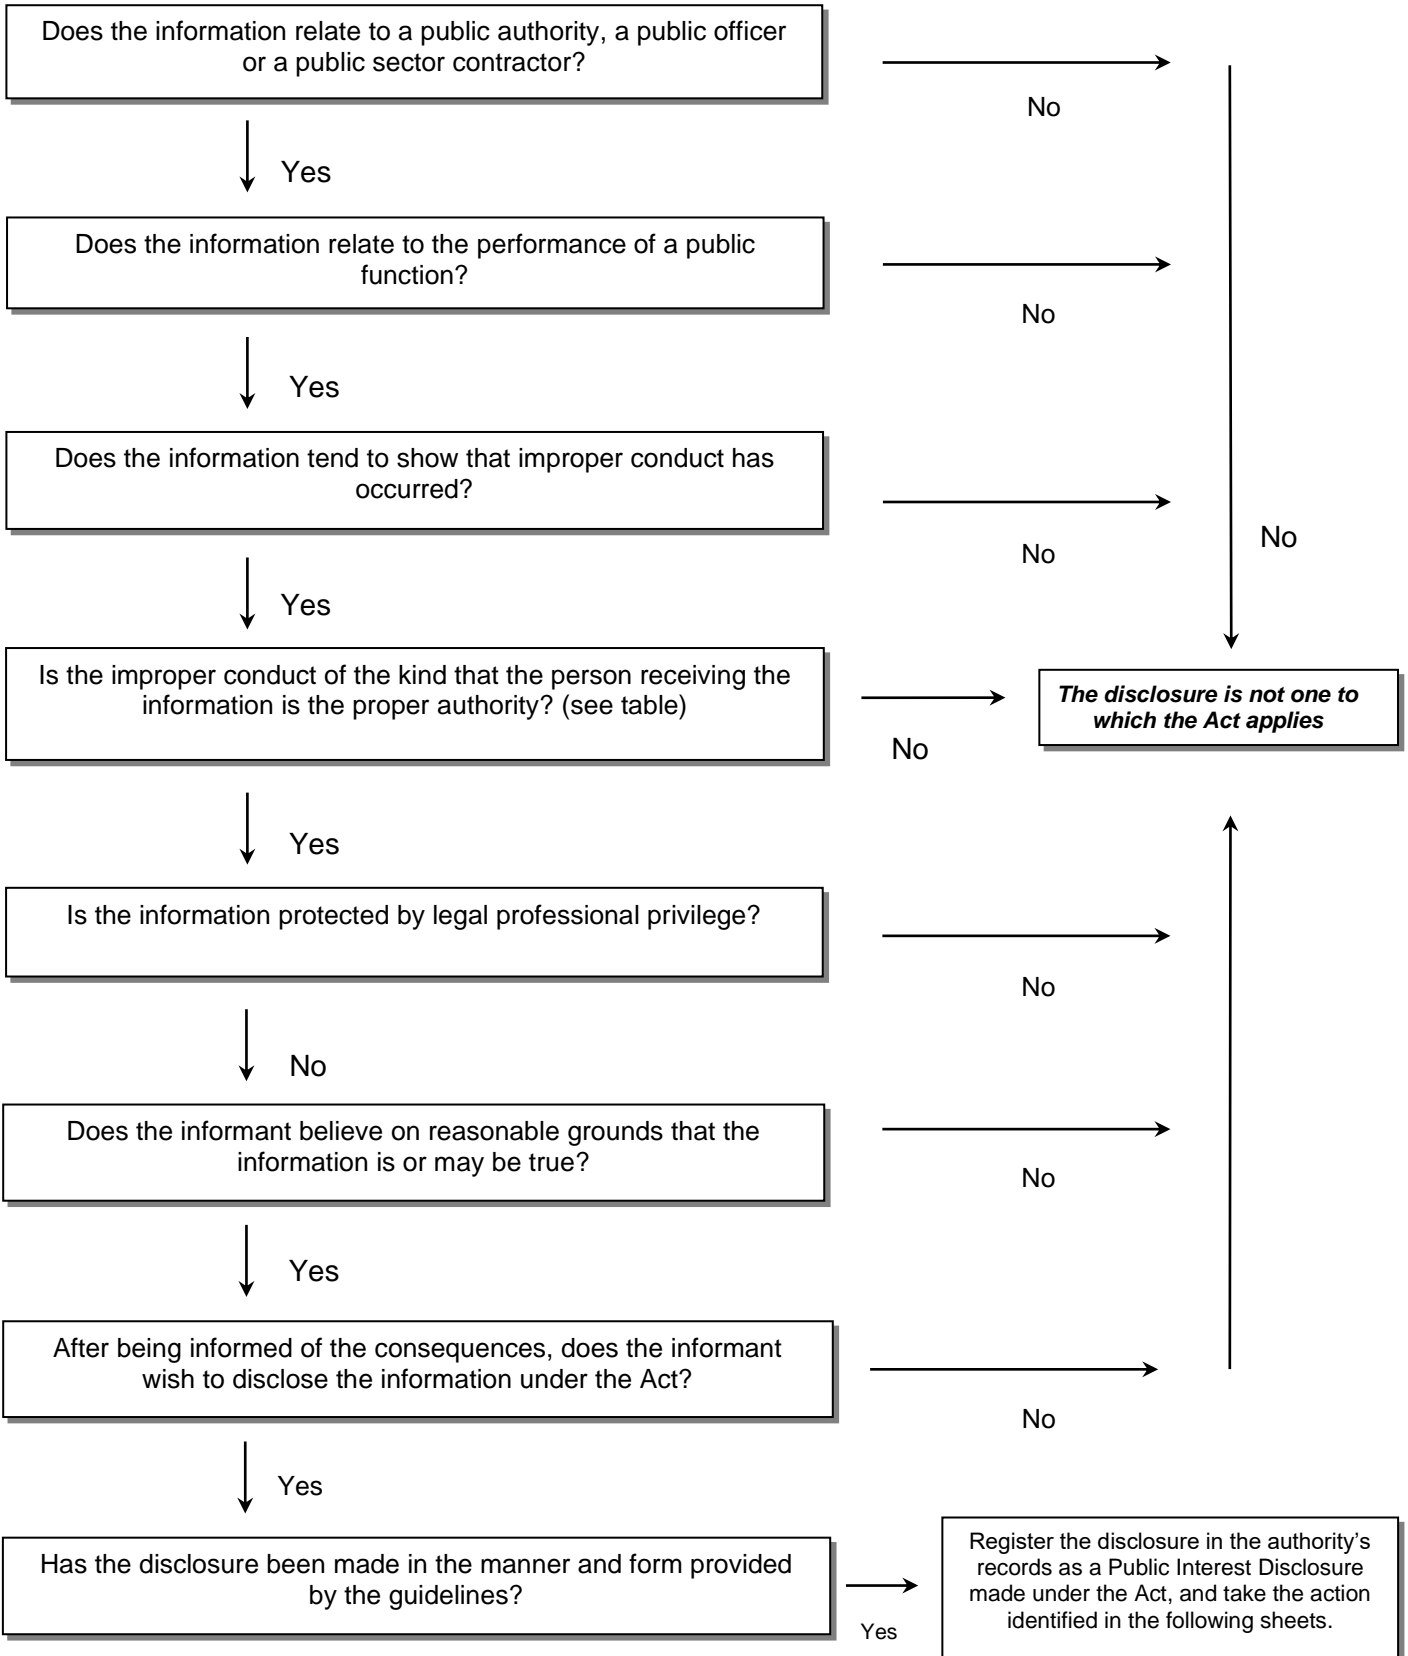 Does the information relate to a public authority, a public officer
or a public sector contractor?
No
Yes
Does the information relate to the performance of a public
function?
No
Yes
Does the information tend to show that improper conduct has
occurred?
No
No
Yes
Is the improper conduct of the kind that the person receiving the
information is the proper authority? (see table)
No
The disclosure is not one to
which the Act applies
Yes
Is the information protected by legal professional privilege?
No
No
Does the informant believe on reasonable grounds that the
information is or may be true?
No
Yes
After being informed of the consequences, does the informant
wish to disclose the information under the Act?
No
Yes
Has the disclosure been made in the manner and form provided
by the guidelines?
Yes
Register the disclosure in the authority's
records as a Public Interest Disclosure
made under the Act, and take the action
identified in the following sheets.